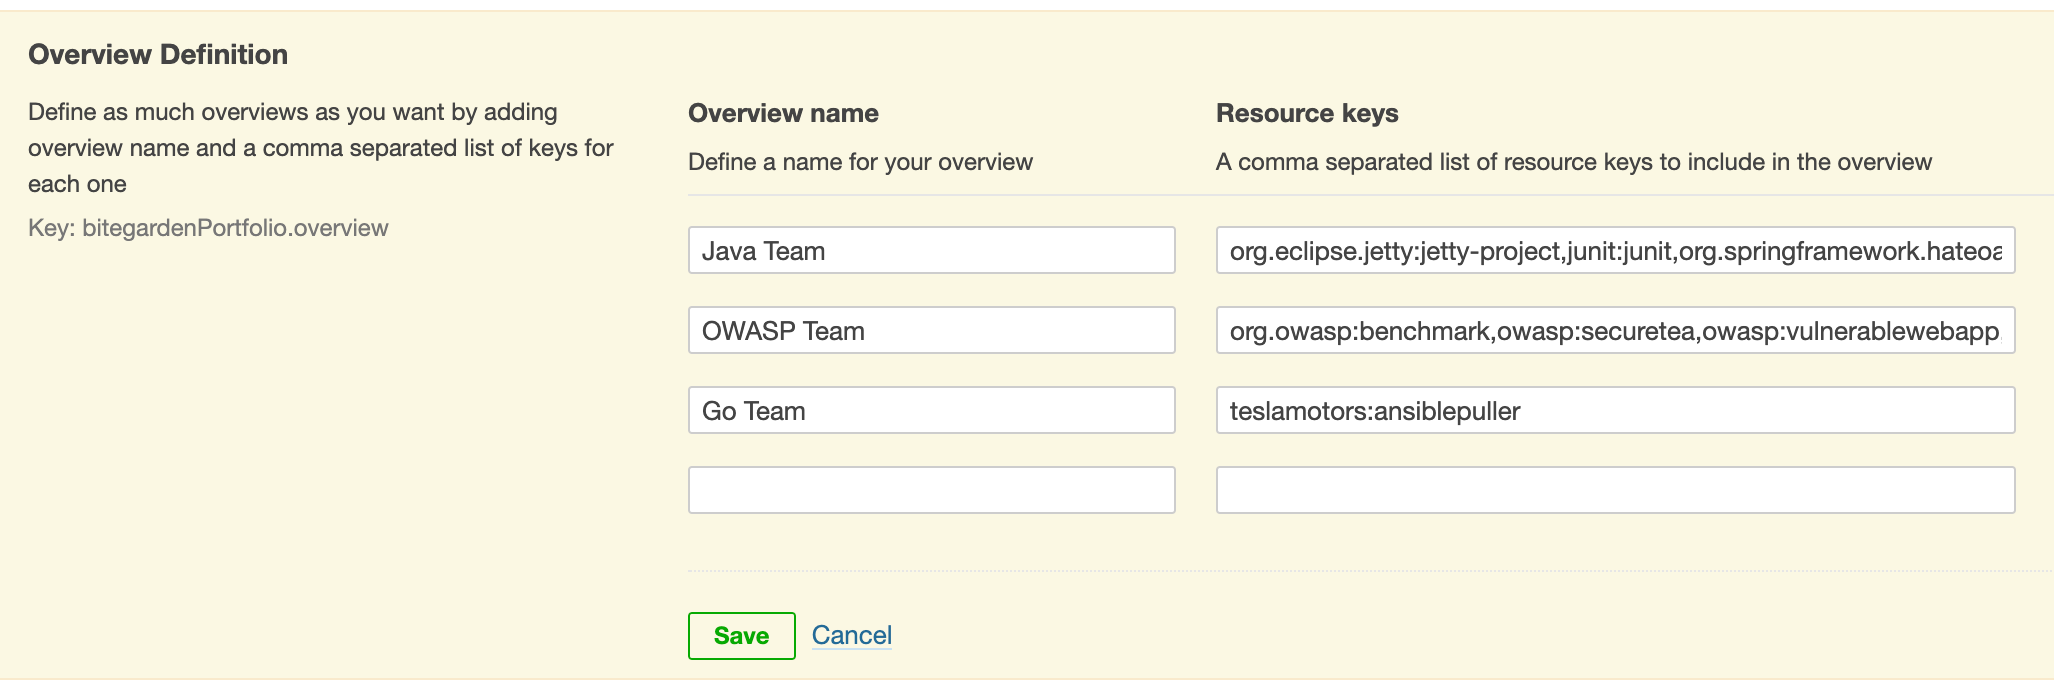 Overview Definition
Define as much overviews as you want by adding
overview name and a comma separated list of keys for
each one
Key: bitegardenPortfolio.overview
Overview name
Define a name for your overview
Resource keys
A comma separated list of resource keys to include in the overview
Java Team
org.eclipse.jetty:jetty-project,junit:junit,org.springframework.hateoa
OWASP Team
org.owasp:benchmark,owasp:securetea,owasp:vulnerablewebapp
Go Team
teslamotors:ansiblepuller
Save
Cancel